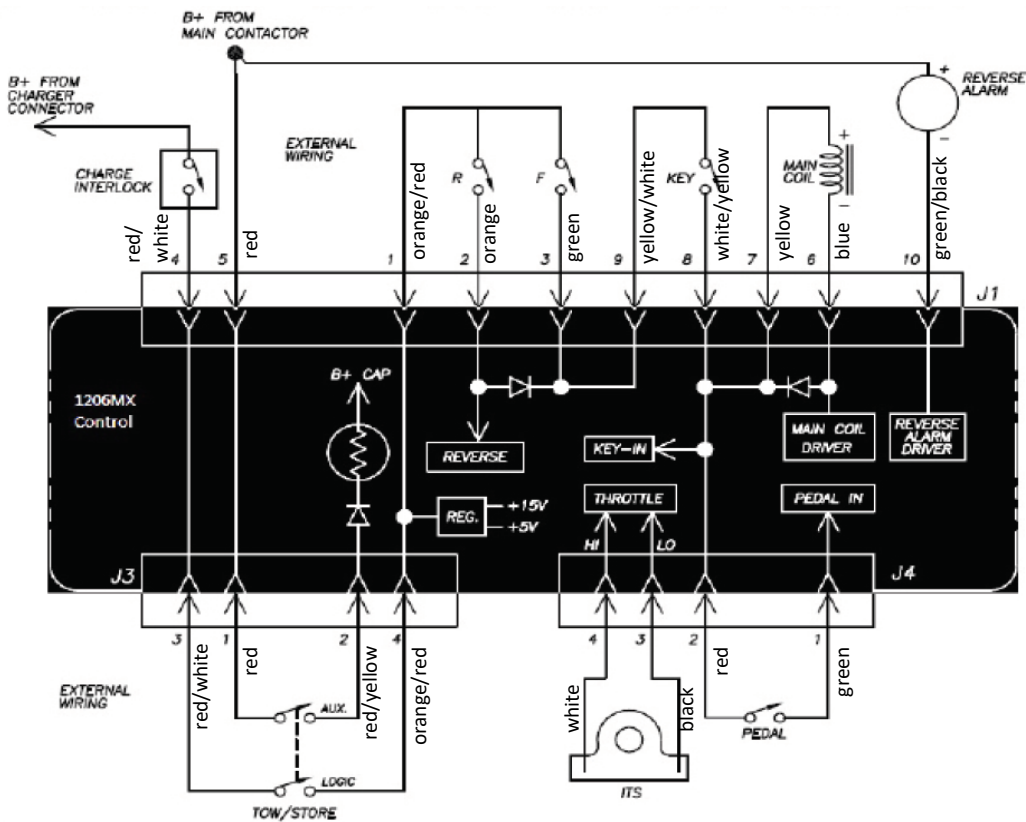 B+ FROM
MAIN CONTACTOR
B+ FROM
CHARGER
CONNECTOR
+
REVERSE
ALARM
-
EXTERNAL
WIRING
CHARGE
INTERLOCK
R
F
KEY
MAIN
COIL
+
-
red/
white
red
orange/red
orange
green
yellow/white
white/yellow
yellow
blue
green/black
4
5
1
2
3
9
8
7
6
10
J1
1206MX
Control
B+ CAP
REVERSE
KEY-IN
MAIN COIL
DRIVER
REVERSE
ALARM
DRIVER
REG.
+15V
+5V
THROTTLE
PEDAL IN
HI
LO
J3
J4
3
1
2
4
4
3
2
1
EXTERNAL
WIRING
red/white
red
red/yellow
orange/red
white
black
red
green
AUX.
LOGIC
TOW/STORE
ITS
PEDAL